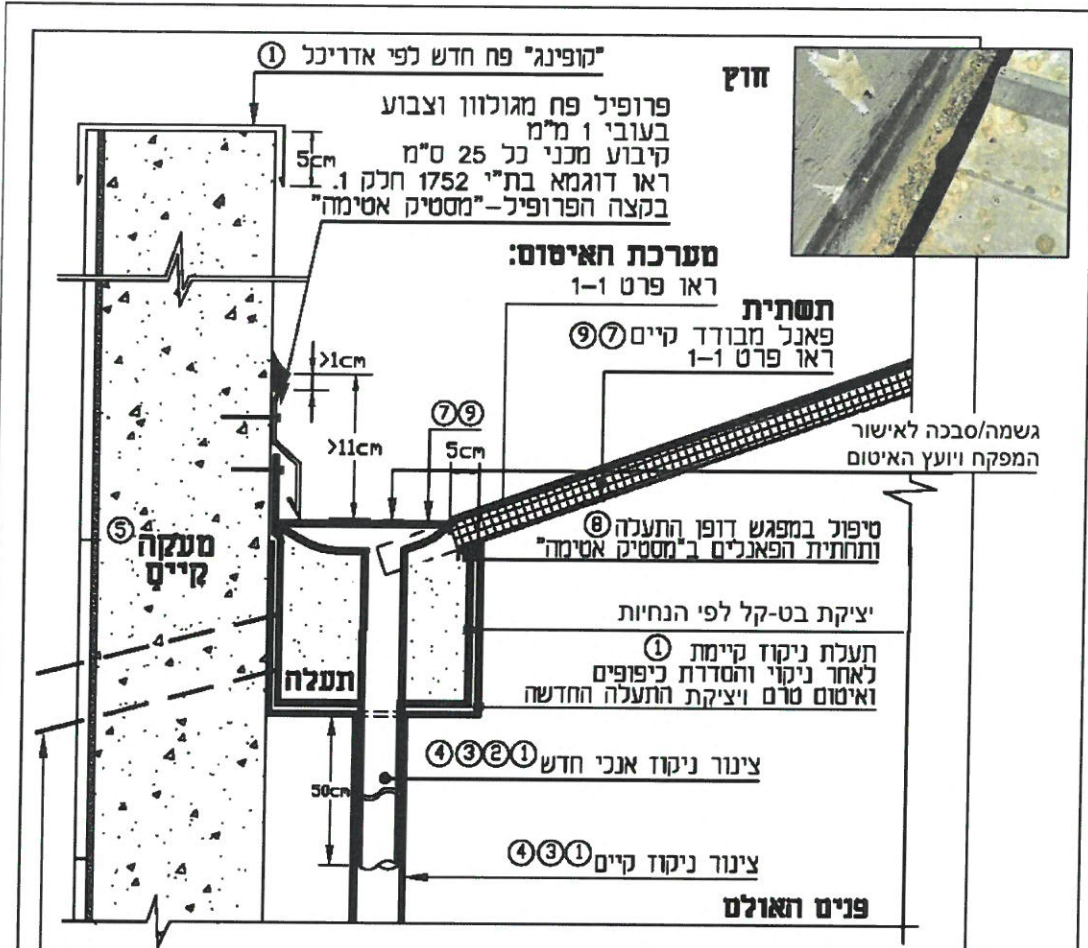 "קופינג" פח חדש לפי אדריכל ①
חוץ
פרופיל פח מגולוון וצבוע
בעובי 1 מ"מ
קיבוע מכני כל 25 ס"מ
ראו דוגמא בת"י 1752 חלק 1.
בקצה הפרופיל-"מסטיק אטימה"
5cm
מערכת האיטום:
ראו פרט 1-1
תשתית
פאנל מבודד קיים ⑦⑨
ראו פרט 1-1
>1cm
>11cm
⑦⑨
5cm
גשמה/סבכה לאישור
המפקח ויועץ האיטום
טיפול במפגש דופן התעלה ⑧
ותחתית הפאנלים ב"מסטיק אטימה"
⑤
מעקה
קיים
יציקת בט-קל לפי הנחיות
תעלת ניקוז קיימת ①
לאחר ניקוי והסדרת כיפופים
ואיטום טרם ויציקת התעלה החדשה
תעלה
צינור ניקוז אנכי חדש ①②③④
50cm
צינור ניקוז קיים ①③④
פנים האולם